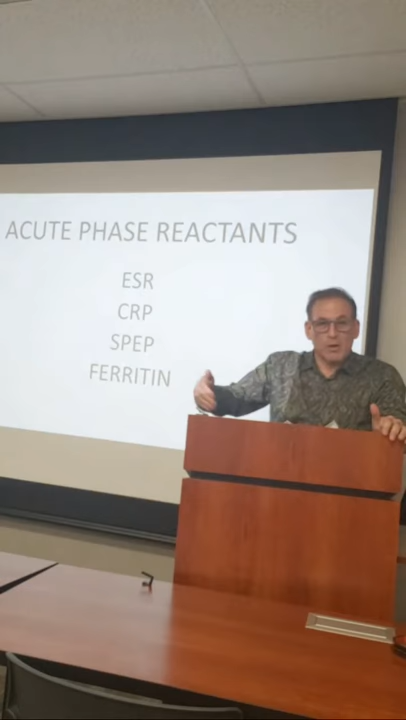 ACUTE PHASE REACTANTS
ESR
CRP
SPEP
FERRITIN